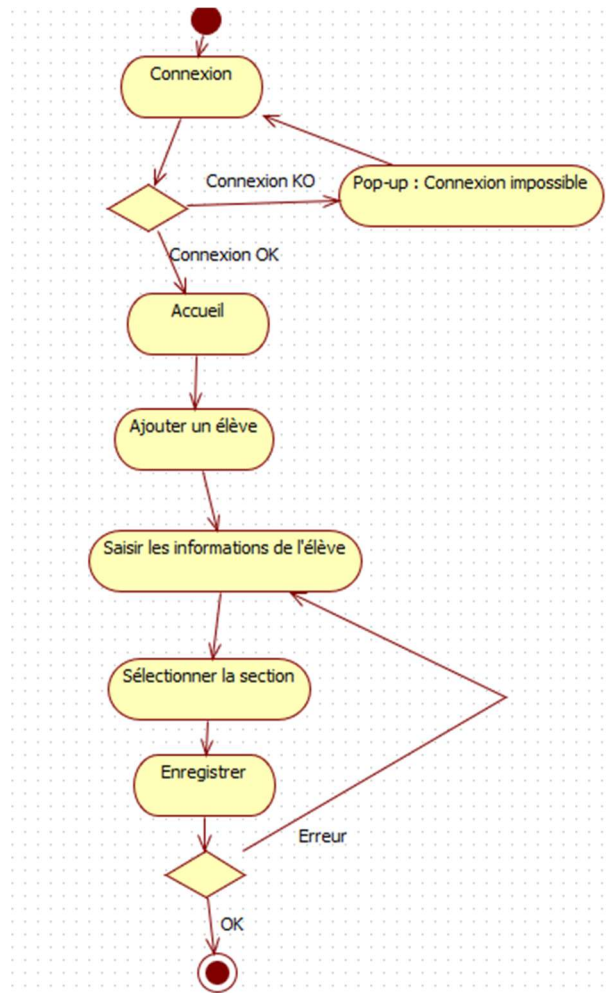 Connexion
Connexion KO
Pop-up : Connexion impossible
Connexion OK
Accueil
Ajouter un élève
Saisir les informations de l'élève
Sélectionner la section
Enregistrer
Erreur
OK